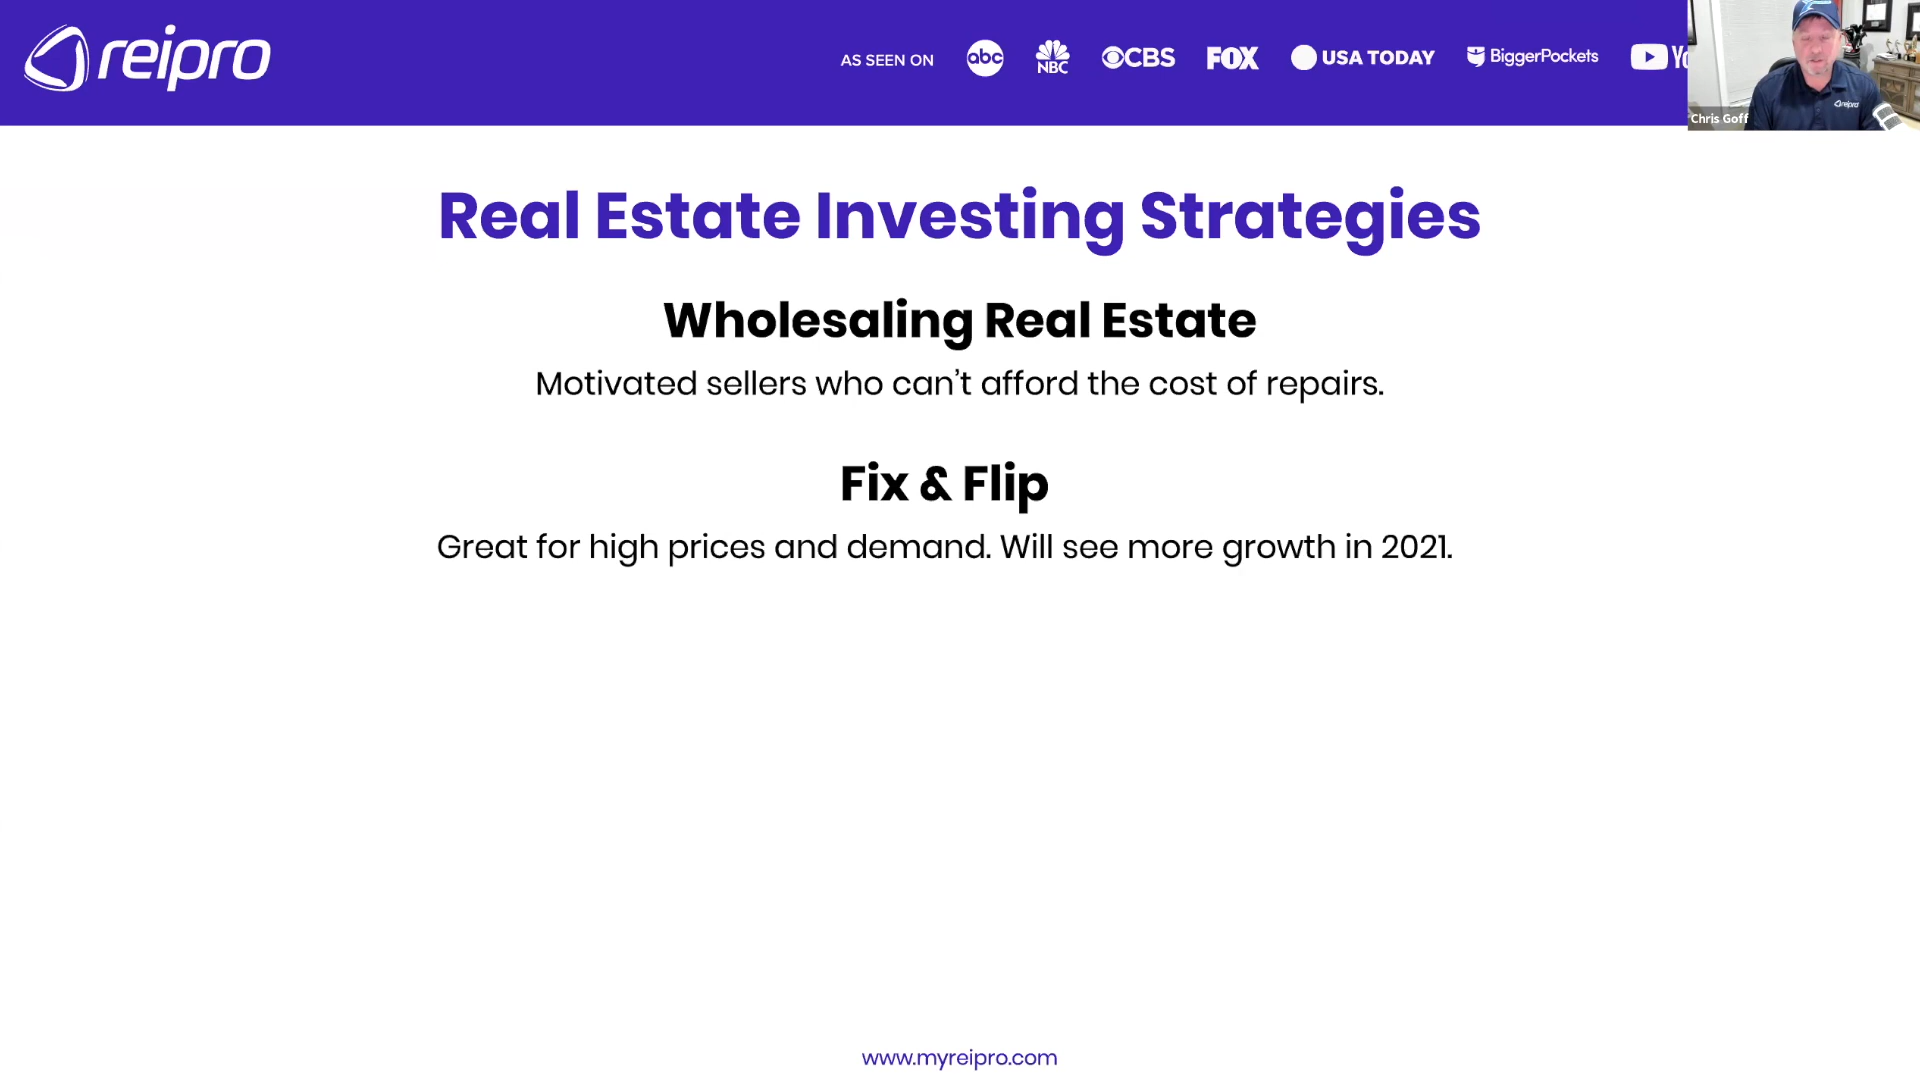 reipro
AS SEEN ON
abc
NBC
CBS
FOX
USA TODAY
BiggerPockets
reipro
Chris Goff
Real Estate Investing Strategies
Wholesaling Real Estate
Motivated sellers who can’t afford the cost of repairs.
Fix & Flip
Great for high prices and demand. Will see more growth in 2021.
www.myreipro.com